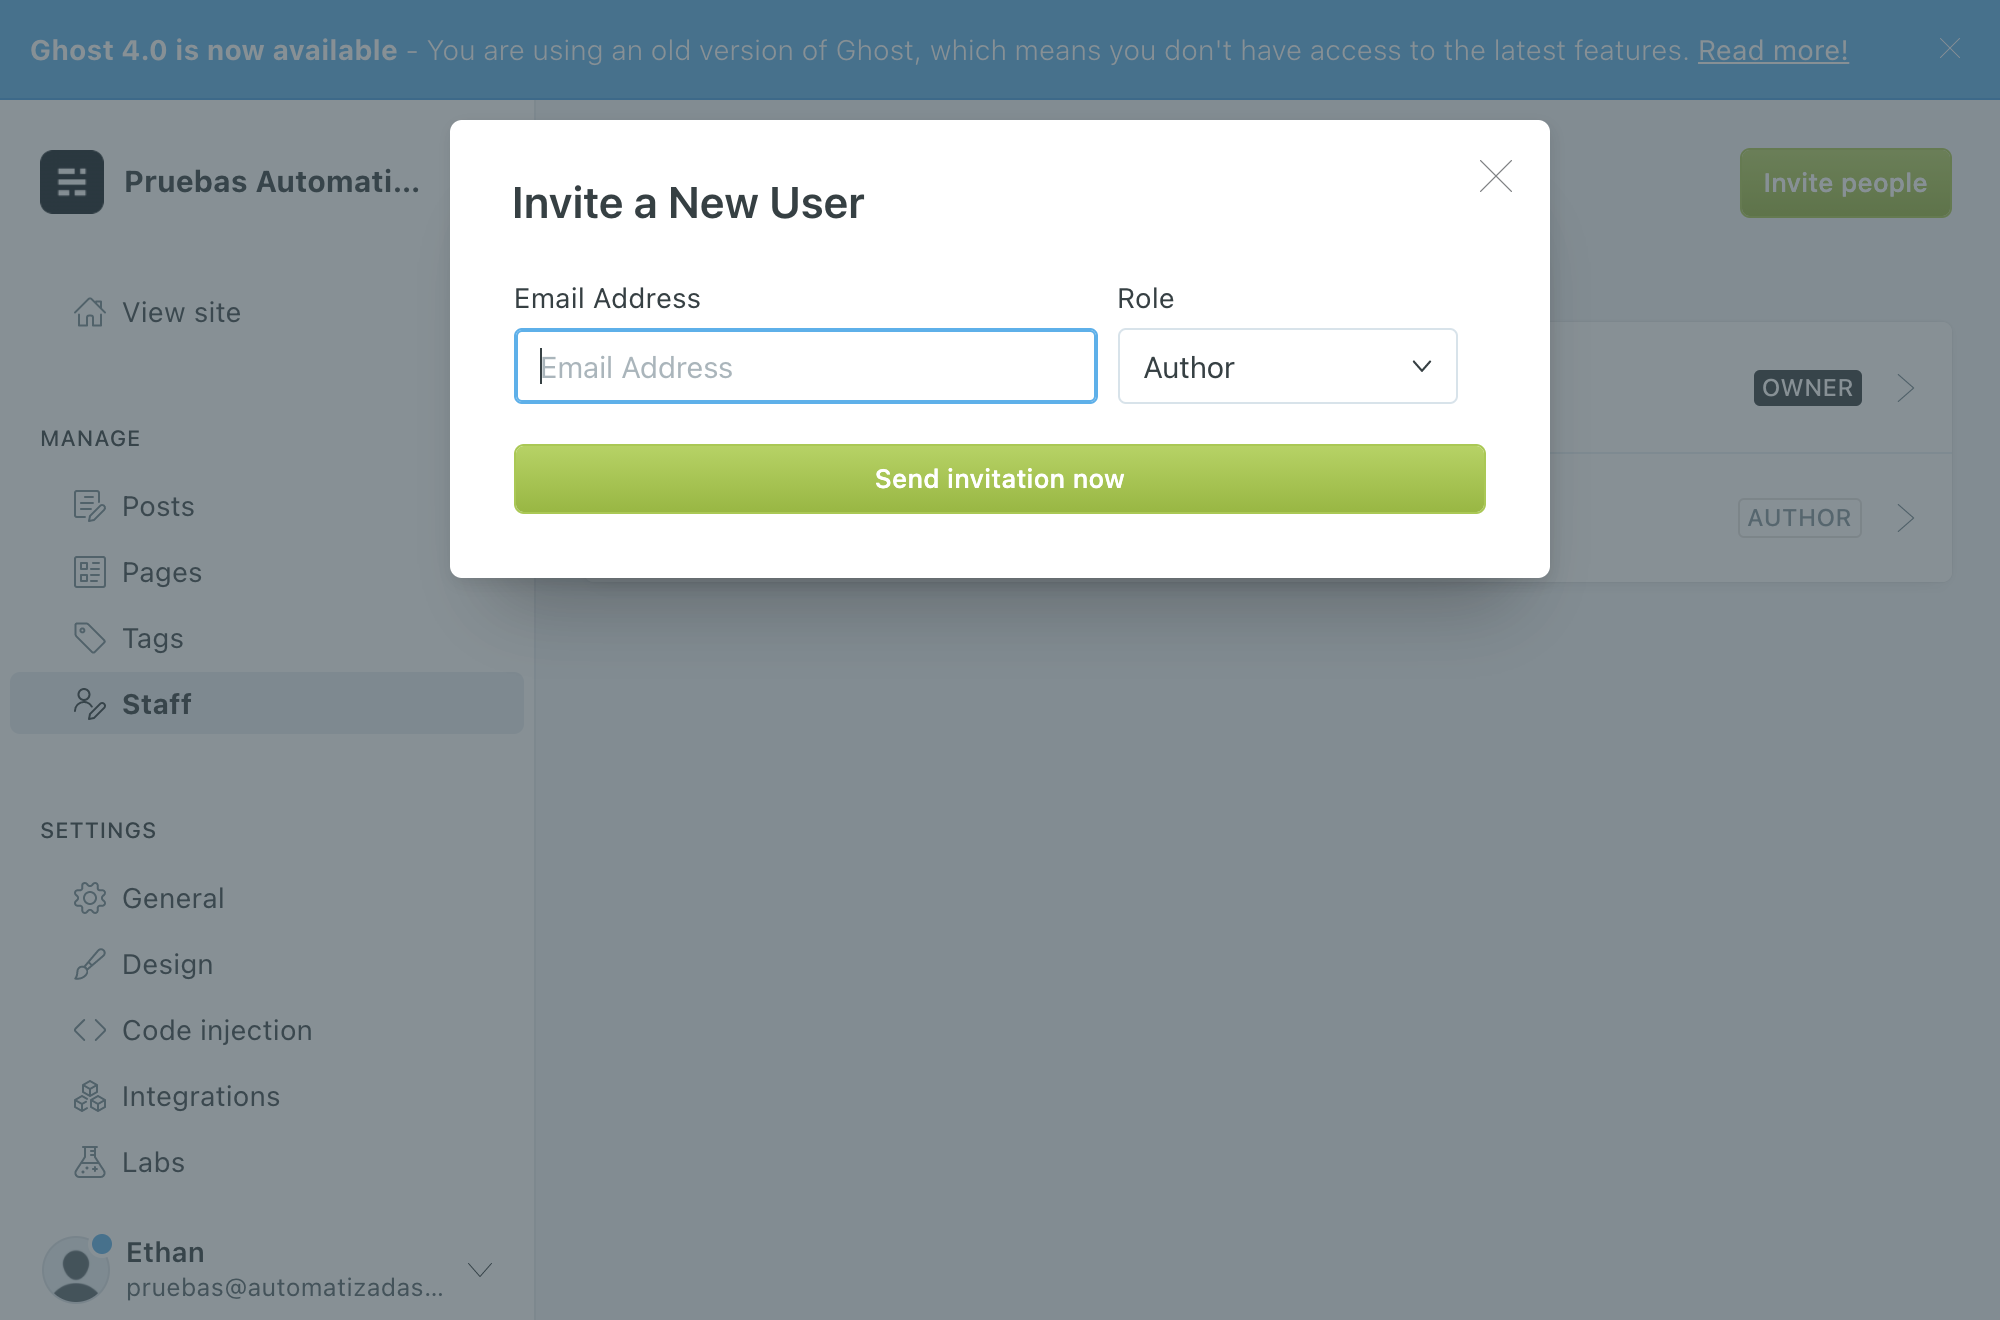 Ghost 4.0 is now available - You are using an old version of Ghost, which means you don't have access to the latest features. Read more!
Pruebas Automati...
Invite people
View site
MANAGE
Posts
Pages
Tags
Staff
SETTINGS
General
Design
Code injection
Integrations
Labs
Ethan
pruebas@automatizadas...
Invite a New User
Email Address
Role
Email Address
Author
Send invitation now
OWNER
AUTHOR